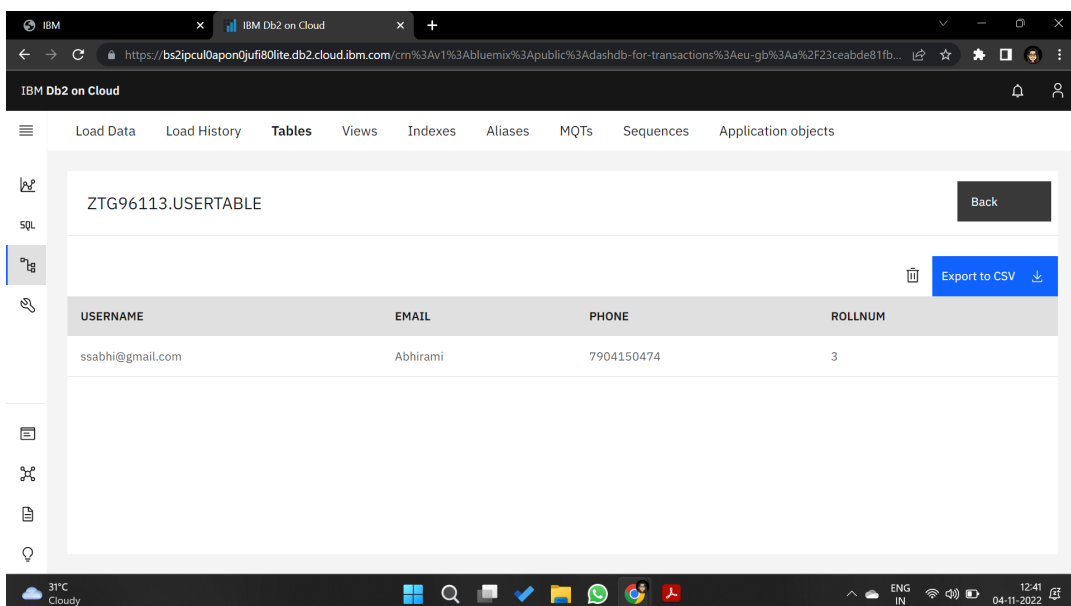 IBM
IBM Db2 on Cloud
https://bs2ipcul0apon0jufi80lite.db2.cloud.ibm.com/crn%3Av1%3Abluemix%3Apublic%3Adashdb-for-transactions%3Aeu-gb%3Aa%2F23ceabde81fb...
IBM Db2 on Cloud
Load Data Load History Tables Views Indexes Aliases MQTs Sequences Application objects
ZTG96113.USERTABLE
Back
SQL
Export to CSV
USERNAME EMAIL PHONE ROLLNUM
ssabhi@gmail.com Abhirami 7904150474 3
31°C
Cloudy
ENG
IN
12:41
04-11-2022